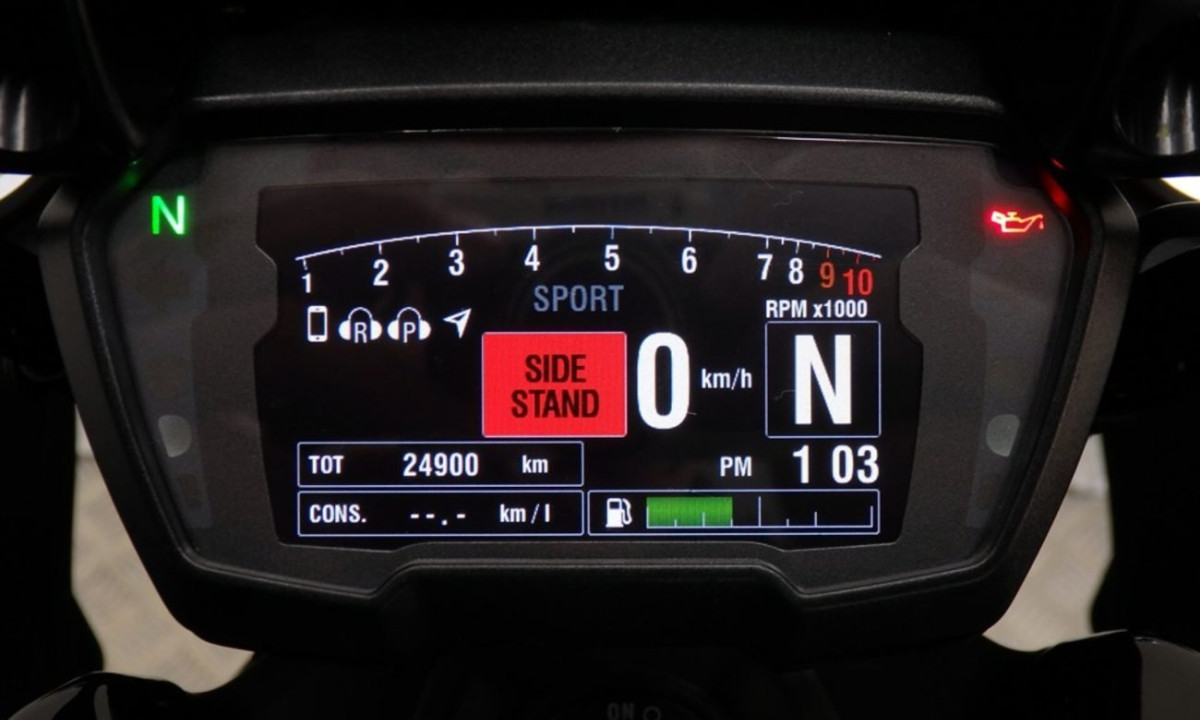 N
1 2 3 4 5 6 7 8 9 10
SPORT
RPM x1000
R P
SIDE
STAND
0 km/h
N
TOT 24900 km
PM 1 03
CONS. --.- km/l
ON